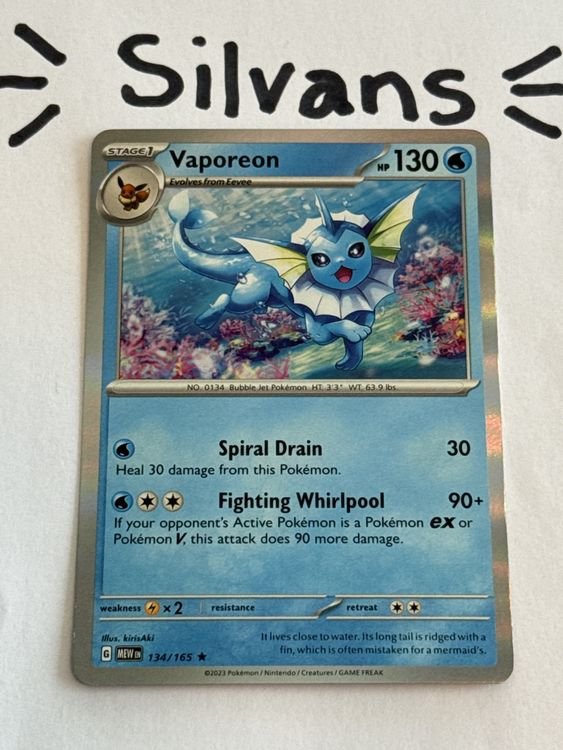 Silvans
STAGE1
Vaporeon
HP 130
Evolves from Eevee
NO. 0134 Bubble Jet Pokémon HT: 3'3" WT: 63.9 lbs.
Spiral Drain 30
Heal 30 damage from this Pokémon.
Fighting Whirlpool 90+
If your opponent's Active Pokémon is a Pokémon ex or
Pokémon V, this attack does 90 more damage.
weakness ×2 resistance retreat
Illus. kirisAki
G MEW EN 134/165 ★
It lives close to water. Its long tail is ridged with a
fin, which is often mistaken for a mermaid's.
©2023 Pokémon / Nintendo / Creatures / GAME FREAK